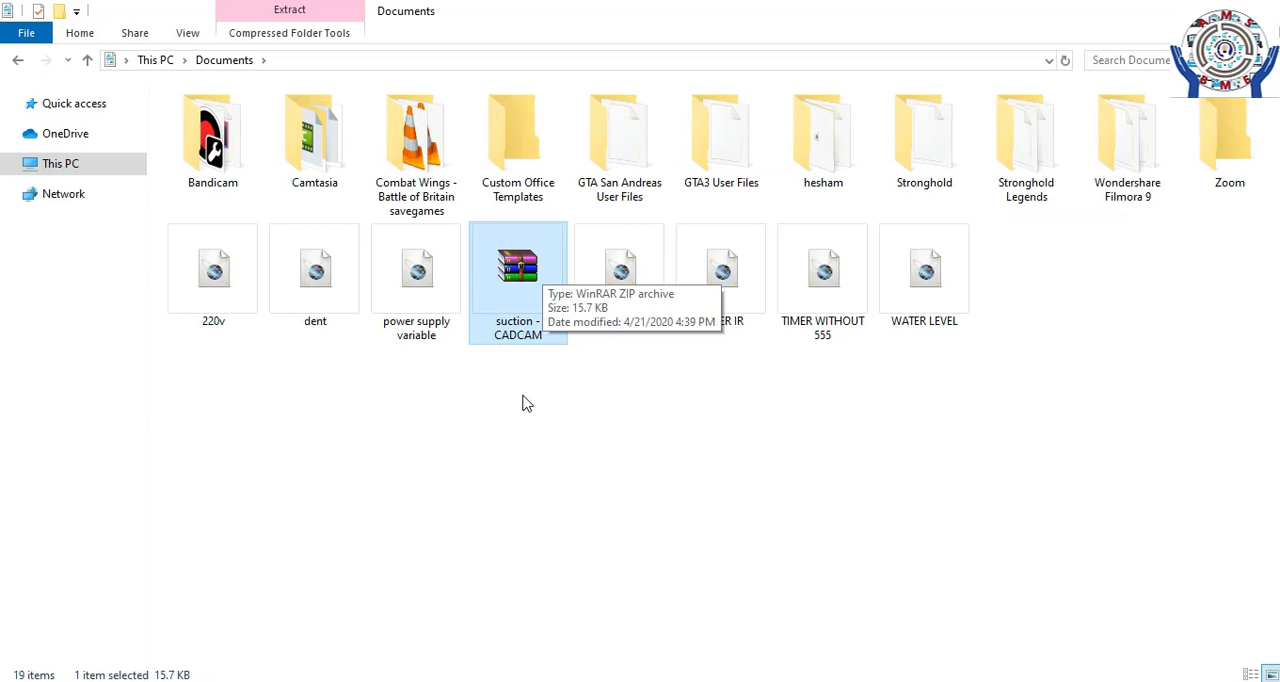 Extract
Documents
File
Home
Share
View
Compressed Folder Tools
This PC
Documents
Search Docume
Quick access
OneDrive
This PC
Network
Bandicam
Camtasia
Combat Wings -
Battle of Britain
savegames
Custom Office
Templates
GTA San Andreas
User Files
GTA3 User Files
hesham
Stronghold
Stronghold
Legends
Wondershare
Filmora 9
Zoom
220v
dent
power supply
variable
suction -
CADCAM
Type: WinRAR ZIP archive
Size: 15.7 KB
Date modified: 4/21/2020 4:39 PM
ER IR
TIMER WITHOUT
555
WATER LEVEL
19 items
1 item selected 15.7 KB
AMS
BME